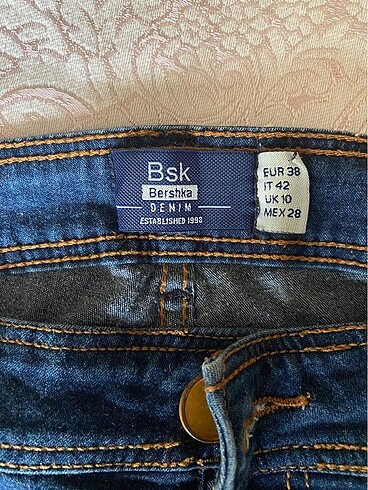 Bsk
Bershka
DENIM
ESTABLISHED 1998
EUR 38
IT 42
UK 10
MEX 28